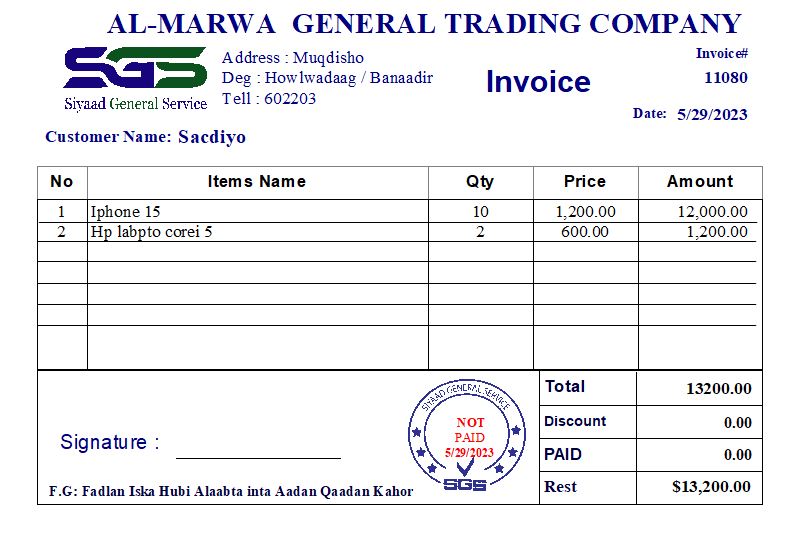 AL-MARWA GENERAL TRADING COMPANY
SGS
Siyaad General Service
Address : Muqdisho
Deg : Howlwadaag / Banaadir
Tell : 602203
Invoice
Invoice#
11080
Date: 5/29/2023
Customer Name: Sacdiyo
No Items Name Qty Price Amount
1 Iphone 15 10 1,200.00 12,000.00
2 Hp labpto corei 5 2 600.00 1,200.00
Total 13200.00
Discount 0.00
PAID 0.00
Rest $13,200.00
SIYAAD GENERAL SERVICE
NOT
PAID
5/29/2023
SGS
Signature :
F.G: Fadlan Iska Hubi Alaabta inta Aadan Qaadan Kahor